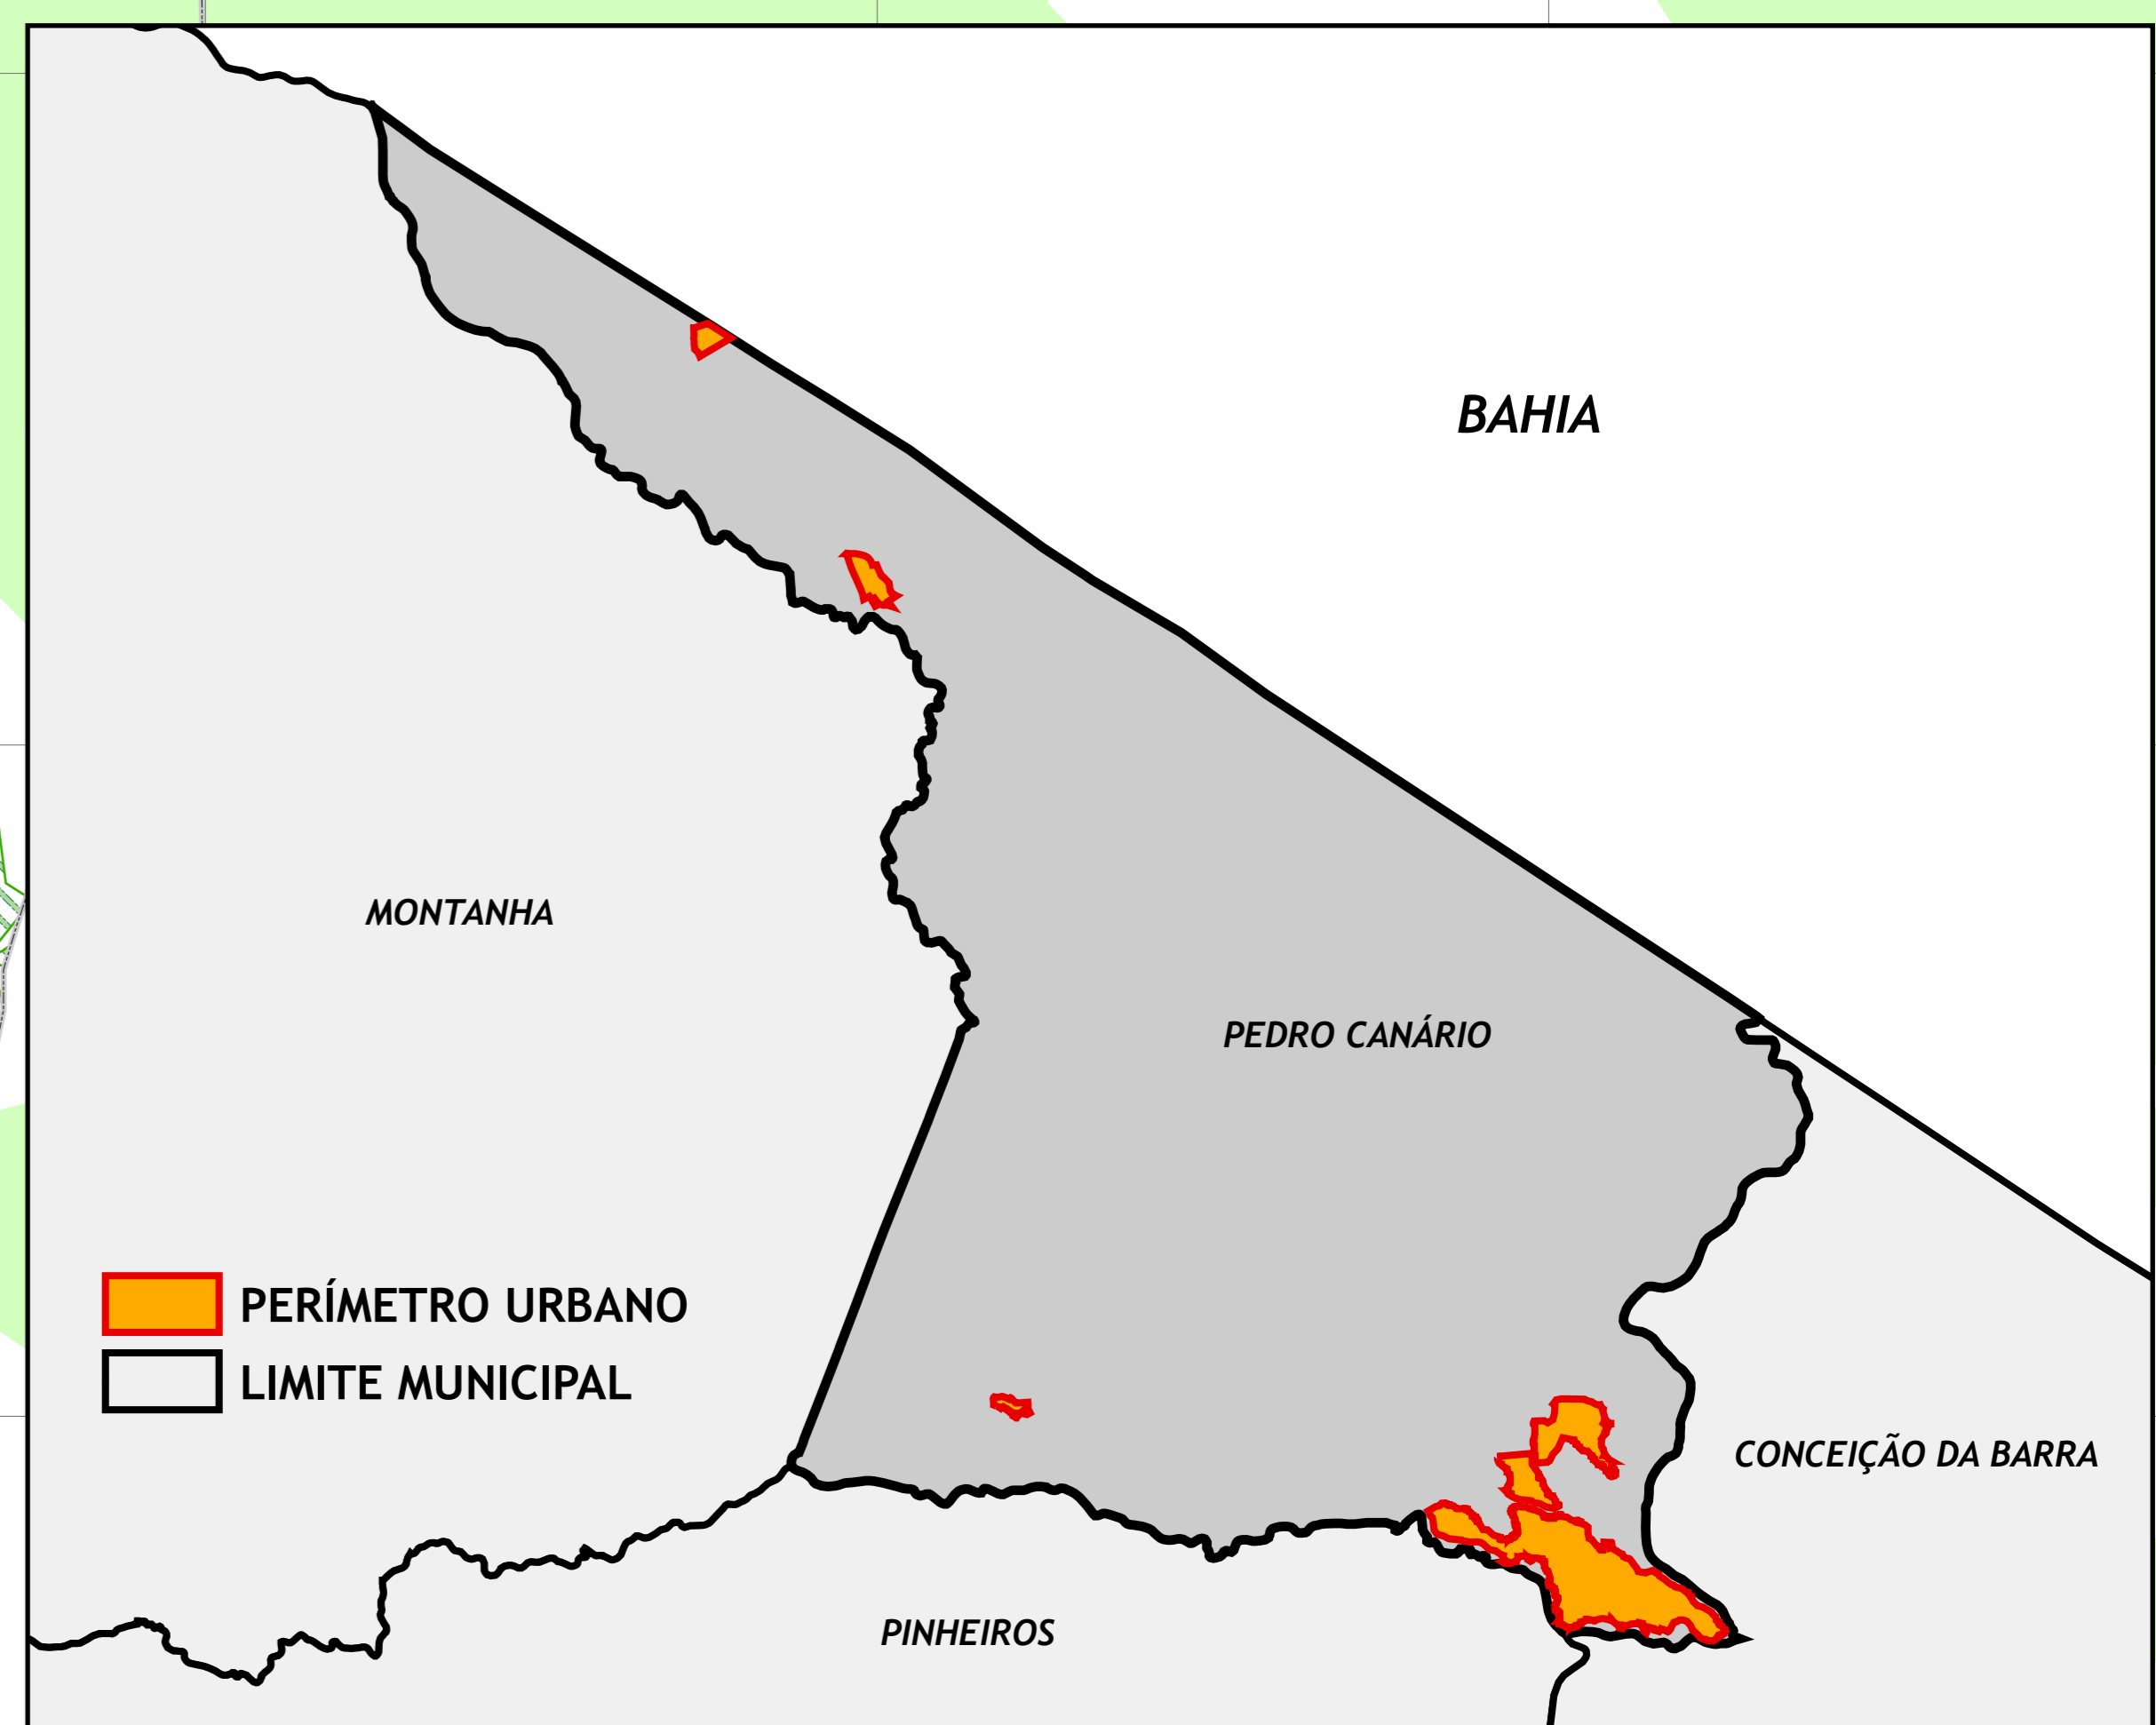 BAHIA
MONTANHA
PEDRO CANÁRIO
PERÍMETRO URBANO
LIMITE MUNICIPAL
CONCEIÇÃO DA BARRA
PINHEIROS